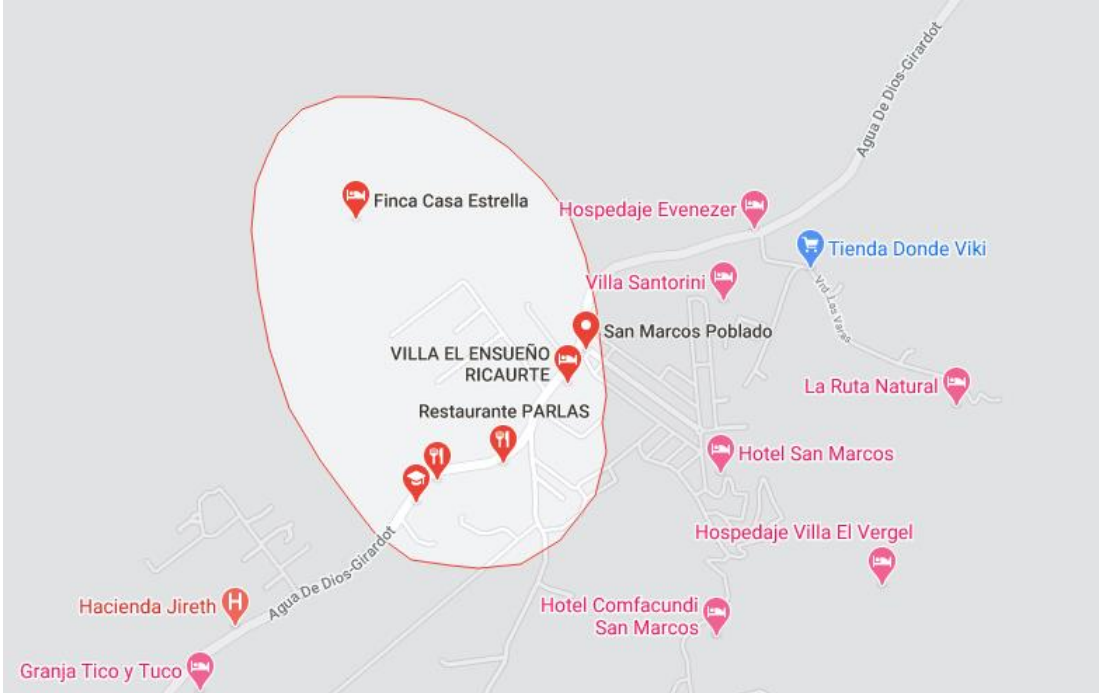 Agua De Dios-Girardot
Finca Casa Estrella
Hospedaje Evenezer
Tienda Donde Viki
Villa Santorini
Vrd. Las Varas
San Marcos Poblado
VILLA EL ENSUEÑO
RICAURTE
La Ruta Natural
Restaurante PARLAS
Hotel San Marcos
Hospedaje Villa El Vergel
Agua De Dios-Girardot
Hacienda Jireth
H
Hotel Comfacundi
San Marcos
Granja Tico y Tuco